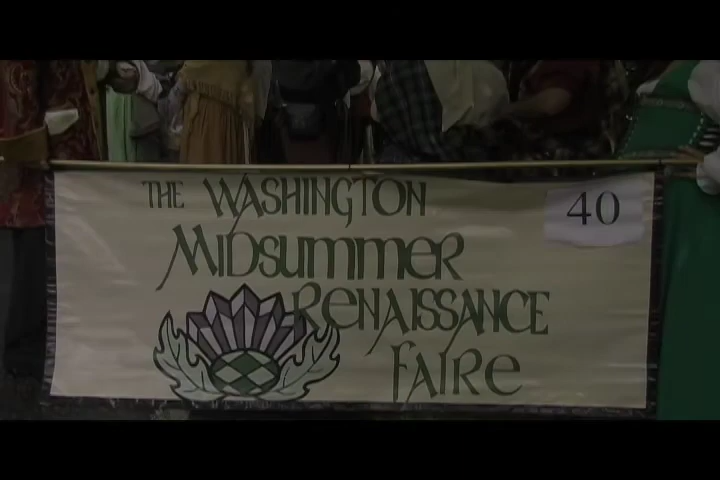 THE WASHINGTON
40
MIDSUMMER
RENAISSANCE
FAIRE